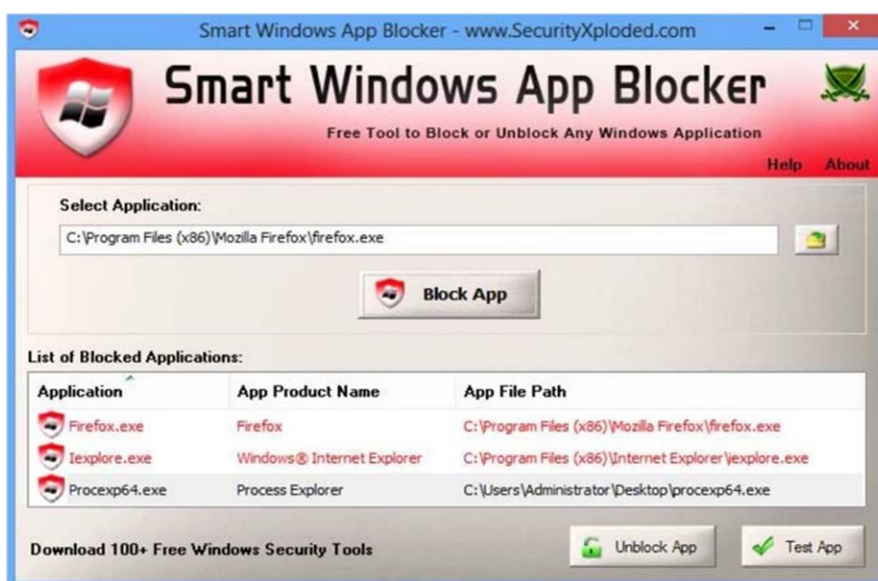 Smart Windows App Blocker - www.SecurityXploded.com
Smart Windows App Blocker
Free Tool to Block or Unblock Any Windows Application
Help About
Select Application:
C:\Program Files (x86)\Mozilla Firefox\firefox.exe
Block App
List of Blocked Applications:
Application App Product Name App File Path
Firefox.exe Firefox C:\Program Files (x86)\Mozilla Firefox\firefox.exe
Iexplore.exe Windows® Internet Explorer C:\Program Files (x86)\Internet Explorer\iexplore.exe
Procexp64.exe Process Explorer C:\Users\Administrator\Desktop\procexp64.exe
Download 100+ Free Windows Security Tools Unblock App Test App